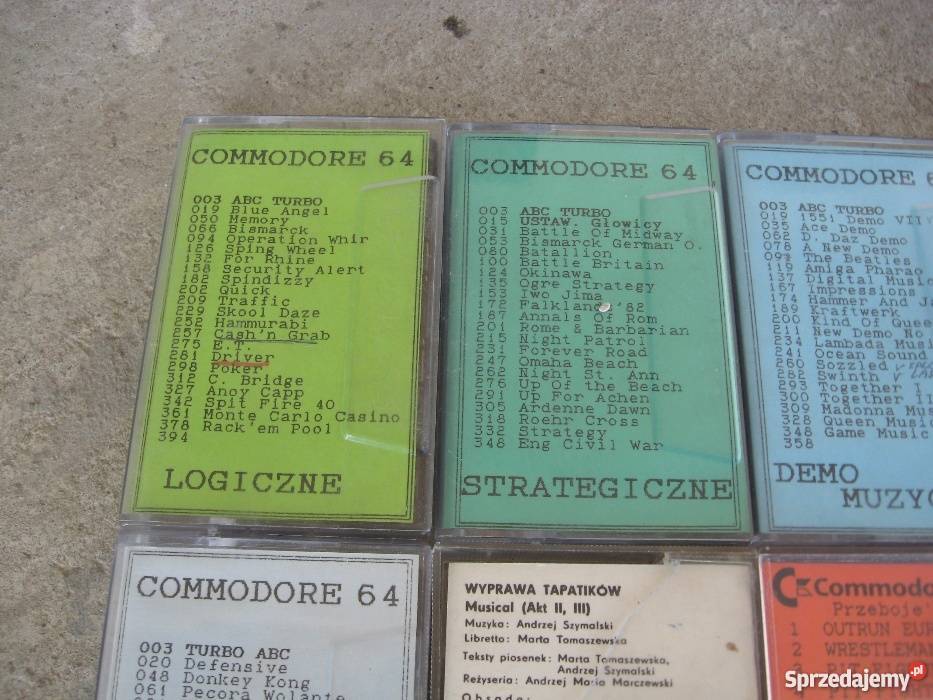 COMMODORE 64
003 ABC TURBO
019 Blue Angel
050 Memory
066 Bismarck
094 Operation Whir
126 Sping Wheel
132 For Rhine
158 Security Alert
182 Spindizzy
202 Quick
209 Traffic
229 Skool Daze
252 Hammurabi
257 Cash'n Grab
275 E.T.
281 Driver
298 Poker
312 C. Bridge
327 Andy Capp
342 Spit Fire 40
361 Monte Carlo Casino
378 Rack'em Pool
394
LOGICZNE
COMMODORE 64
003 ABC TURBO
015 USTAW. Głowicy
031 Battle Of Midway
053 Bismarck German O.
080 Batallion
100 Battle Britain
124 Okinawa
135 Ogre Strategy
153 Iwo Jima
172 Falkland '82
187 Annals Of Rom
201 Rome & Barbarian
215 Night Patrol
231 Forever Road
247 Omaha Beach
262 Night St. Ann
276 Up Of the Beach
291 Up For Achen
305 Ardenne Dawn
318 Roehr Cross
332 Strategy
348 Eng Civil War
STRATEGICZNE
COMMODORE 6
003 ABC TURBO
019 1551 Demo VII
035 Ace Demo
062 D. Daz Demo
078 A New Demo
The Beatles
119 Amiga Pharao
137 Digital Music
167 Impression
174 Hammer And Ja
189 Kraftwerk
200 Kind Of Quee
211 New Demo No
234 Lambada Musi
241 Ocean Sound
260 Sozzled
282 Swinth
293 Together
300 Together II
309 Madonna Mus
328 Queen Musi
348 Game Music
358
DEMO
MUZYC
COMMODORE 64
003 TURBO ABC
020 Defensive
048 Donkey Kong
061 Pecora Wolante
WYPRAWA TAPATIKÓW
Musical (Akt II, III)
Muzyka: Andrzej Szymalski
Libretto: Marta Tomaszewska
Teksty piosenek: Marta Tomaszewska,
Andrzej Szymalski
Reżyseria: Andrzej Maria Marczewski
Obsada:
Commodo
Przeboje
1 OUTRUN EUR
2 WRESTLEMAN
3
Sprzedajemy.pl